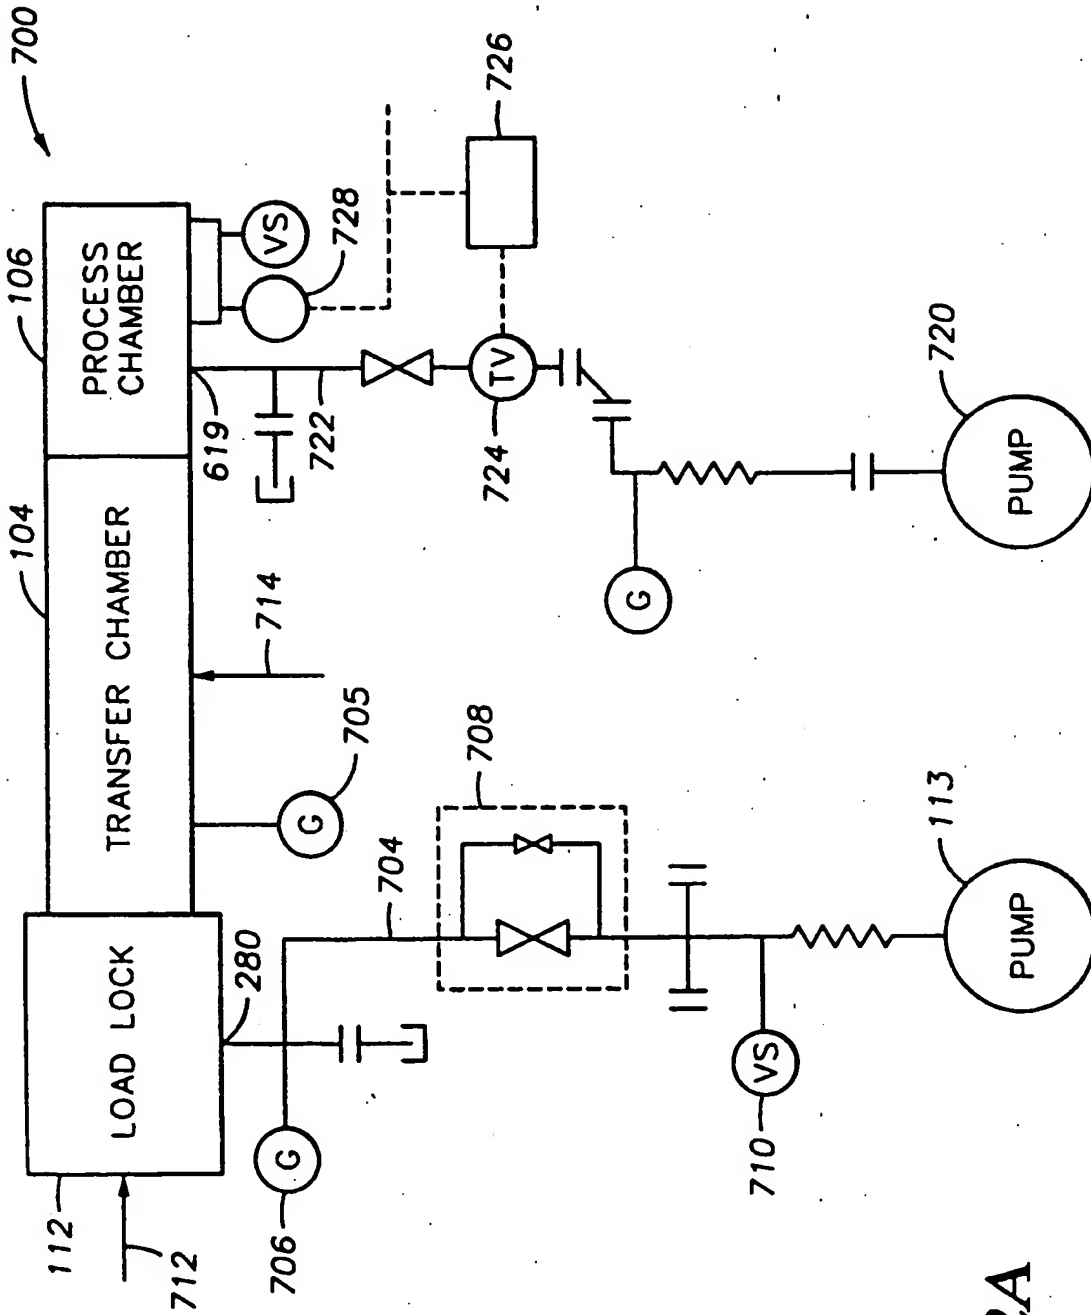 104
106
700
112
LOAD LOCK
TRANSFER CHAMBER
PROCESS
CHAMBER
712
619
280
714
VS
706
G
G
705
722
728
704
708
724
TV
726
G
710
VS
113
720
PUMP
PUMP